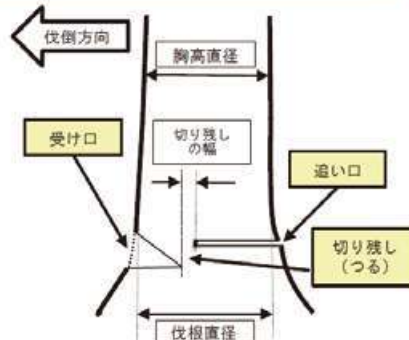 伐倒方向
胸高直径
切り残し
の幅
受け口
追い口
切り残し
(つる)
伐根直径